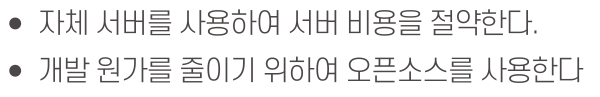 • 자체 서버를 사용하여 서버 비용을 절약한다.
• 개발 원가를 줄이기 위하여 오픈소스를 사용한다